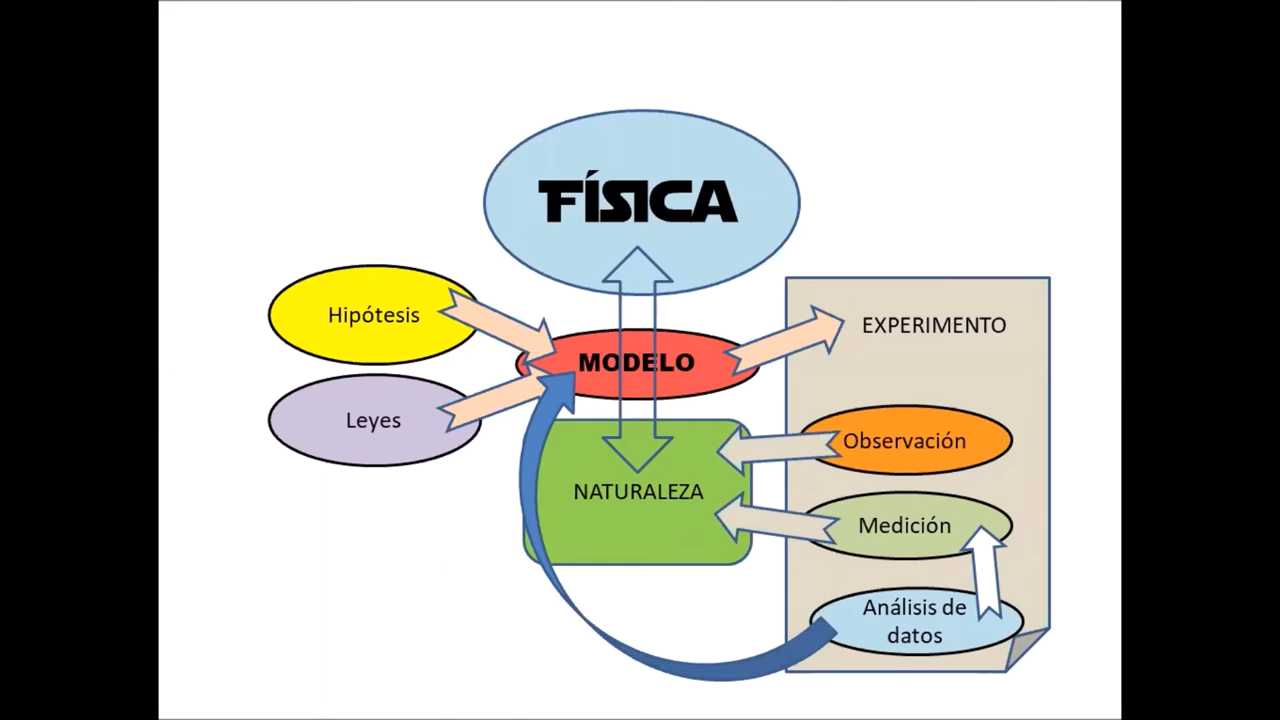 FÍSICA
Hipótesis
MODELO
EXPERIMENTO
Leyes
Observación
NATURALEZA
Medición
Análisis de
datos